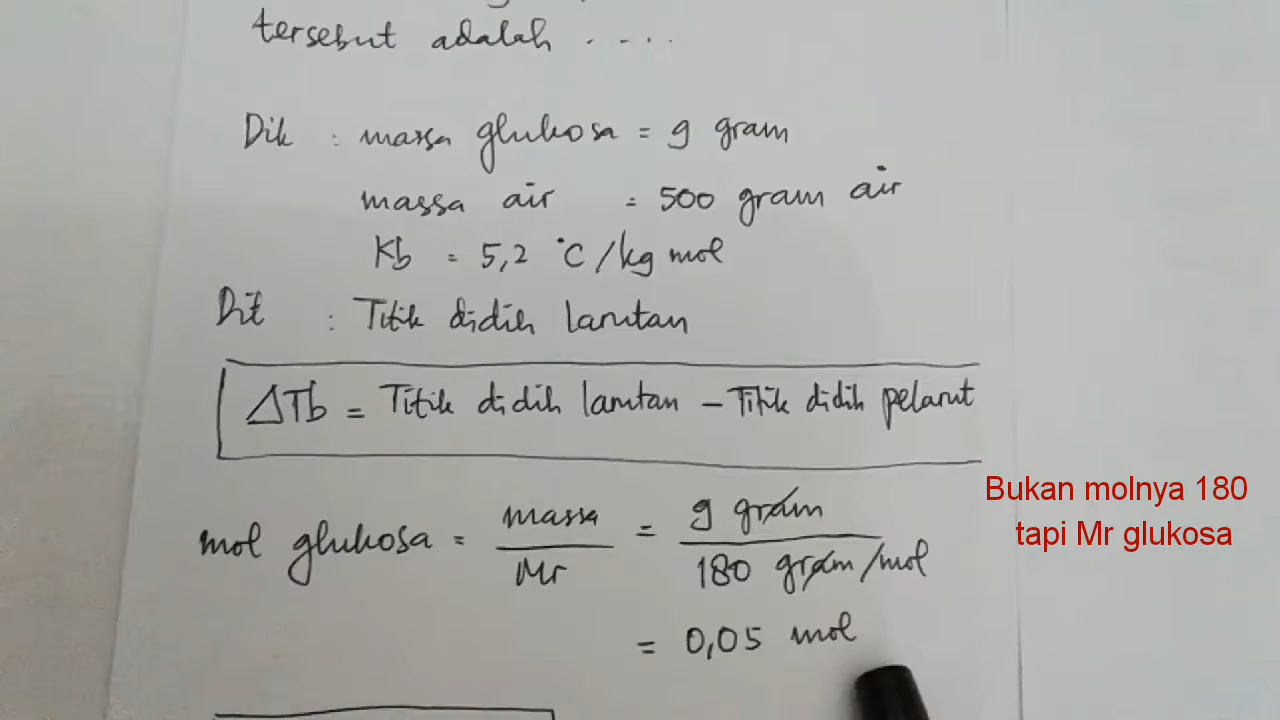 tersebut adalah ....
Dik : massa glukosa = 9 gram
massa air = 500 gram air
Kb = 5,2 °C/kg mol
Dit : Titik didih larutan
ΔTb = Titik didih larutan - Titik didih pelarut
mol glukosa = massa / Mr = 9 gram / 180 gram/mol
= 0,05 mol
Bukan molnya 180
tapi Mr glukosa